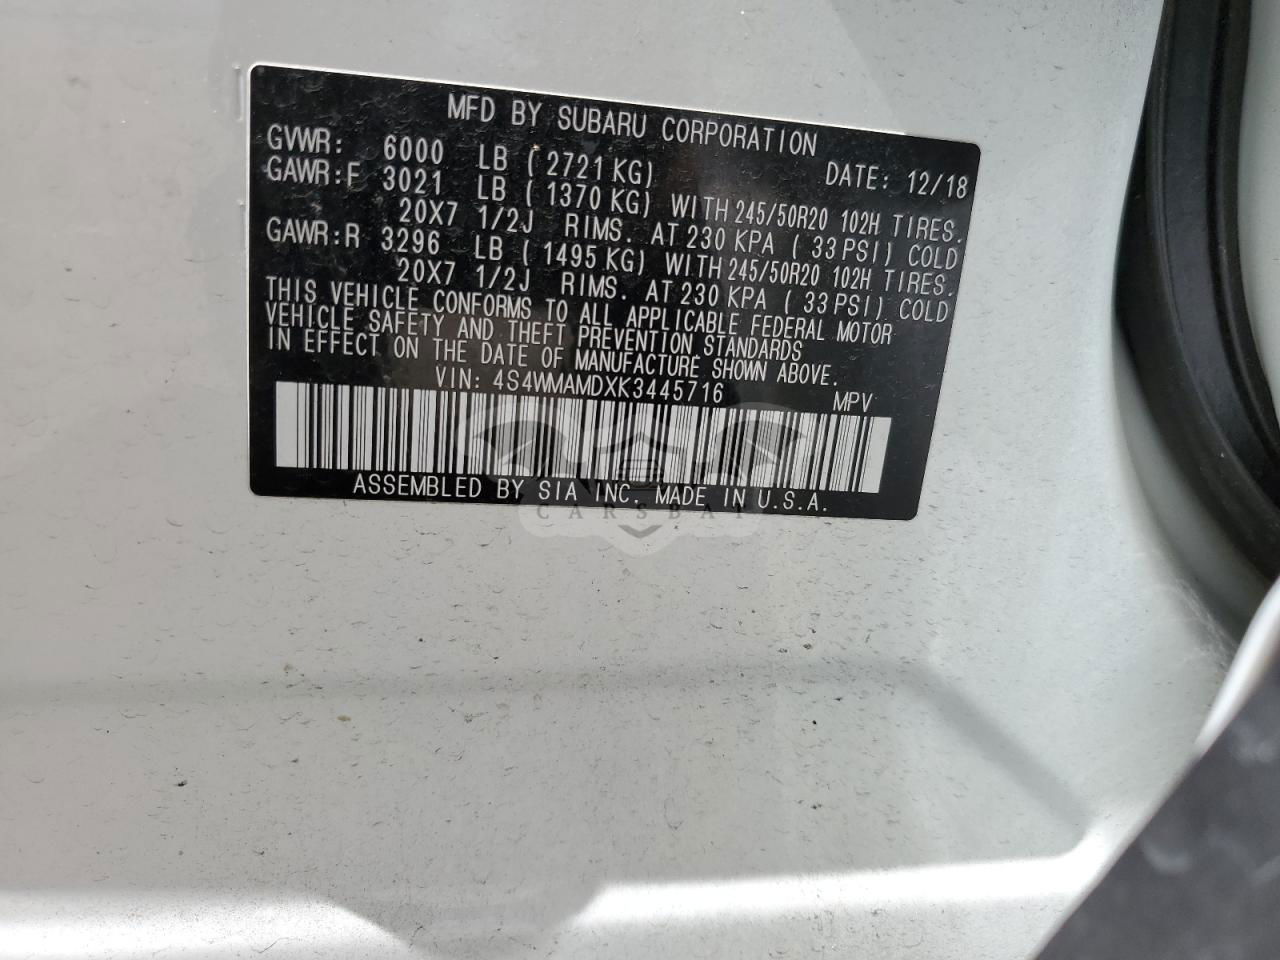 MFD BY SUBARU CORPORATION
GVWR: 6000 LB ( 2721 KG) DATE: 12/18
GAWR:F 3021 LB ( 1370 KG) WITH 245/50R20 102H TIRES.
20X7 1/2J RIMS. AT 230 KPA ( 33 PSI) COLD
GAWR:R 3296 LB ( 1495 KG) WITH 245/50R20 102H TIRES.
20X7 1/2J RIMS. AT 230 KPA ( 33 PSI) COLD
THIS VEHICLE CONFORMS TO ALL APPLICABLE FEDERAL MOTOR
VEHICLE SAFETY AND THEFT PREVENTION STANDARDS
IN EFFECT ON THE DATE OF MANUFACTURE SHOWN ABOVE.
VIN: 4S4WMAMDXK3445716 MPV
ASSEMBLED BY SIA INC. MADE IN U.S.A.
CARSBAT